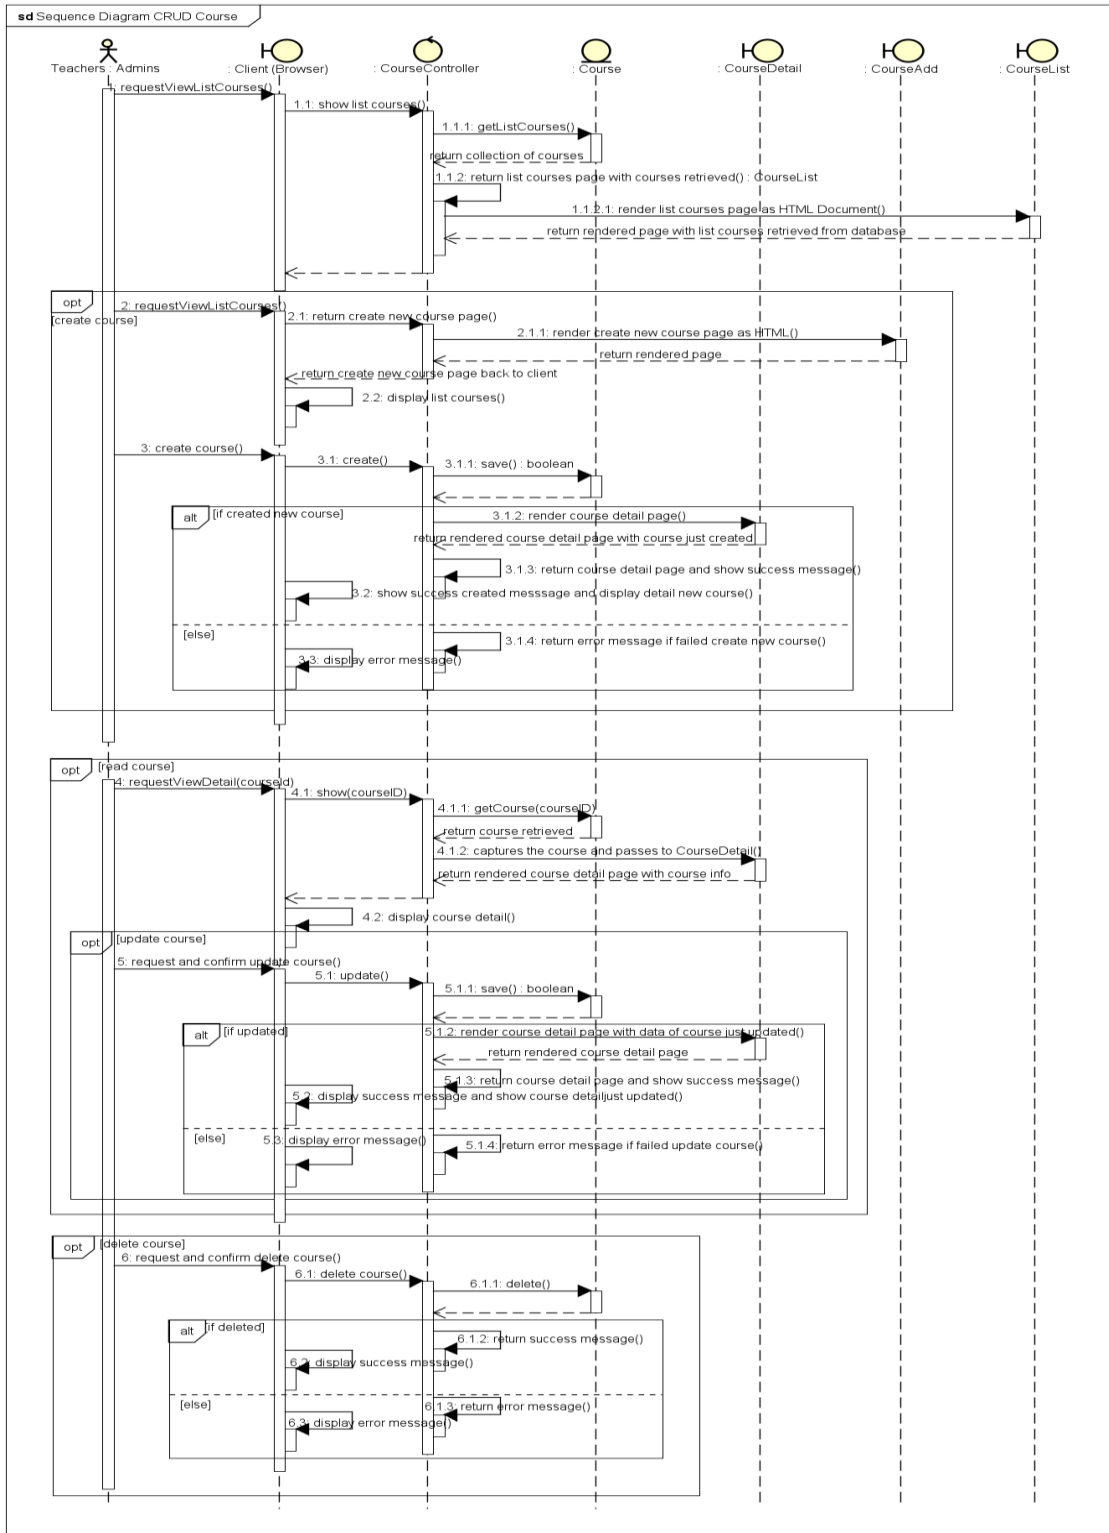 sd Sequence Diagram CRUD Course
Teachers : Admins
: Client (Browser)
: CourseController
: Course
: CourseDetail
: CourseAdd
: CourseList
1: requestViewListCourses()
1.1: show list courses()
1.1.1: getListCourses()
return collection of courses
1.1.2: return list courses page with courses retrieved() : CourseList
1.1.2.1: render list courses page as HTML Document()
return rendered page with list courses retrieved from database
opt
[create course]
2: requestViewListCourses()
2.1: return create new course page()
2.1.1: render create new course page as HTML()
return rendered page
return create new course page back to client
2.2: display list courses()
3: create course()
3.1: create()
3.1.1: save() : boolean
alt
[if created new course]
3.1.2: render course detail page()
return rendered course detail page with course just created
3.1.3: return course detail page and show success message()
3.2: show success created messsage and display detail new course()
[else]
3.1.4: return error message if failed create new course()
3.3: display error message()
opt
[read course]
4: requestViewDetail(courseId)
4.1: show(courseID)
4.1.1: getCourse(courseID)
return course retrieved
4.1.2: captures the course and passes to CourseDetail()
return rendered course detail page with course info
4.2: display course detail()
opt
[update course]
5: request and confirm update course()
5.1: update()
5.1.1: save() : boolean
alt
[if updated]
5.1.2: render course detail page with data of course just updated()
return rendered course detail page
5.1.3: return course detail page and show success message()
5.2: display success message and show course detailjust updated()
[else]
5.3: display error message()
5.1.4: return error message if failed update course()
opt
[delete course]
6: request and confirm delete course()
6.1: delete course()
6.1.1: delete()
alt
[if deleted]
6.1.2: return success message()
6.2: display success message()
[else]
6.1.3: return error message()
6.3: display error message()